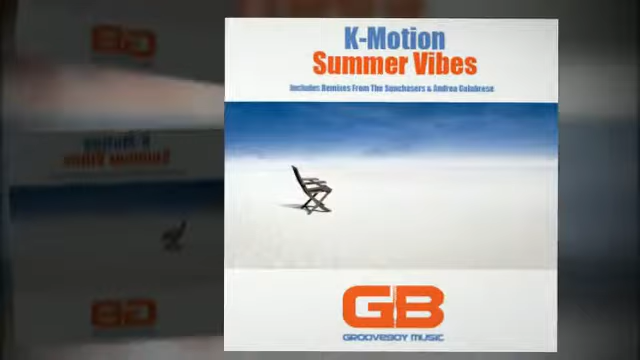 K-Motion
Summer Vibes
Includes Remixes From The Sunchasers & Andrea Calabrese
GB
GROOVEBOY MUSIC